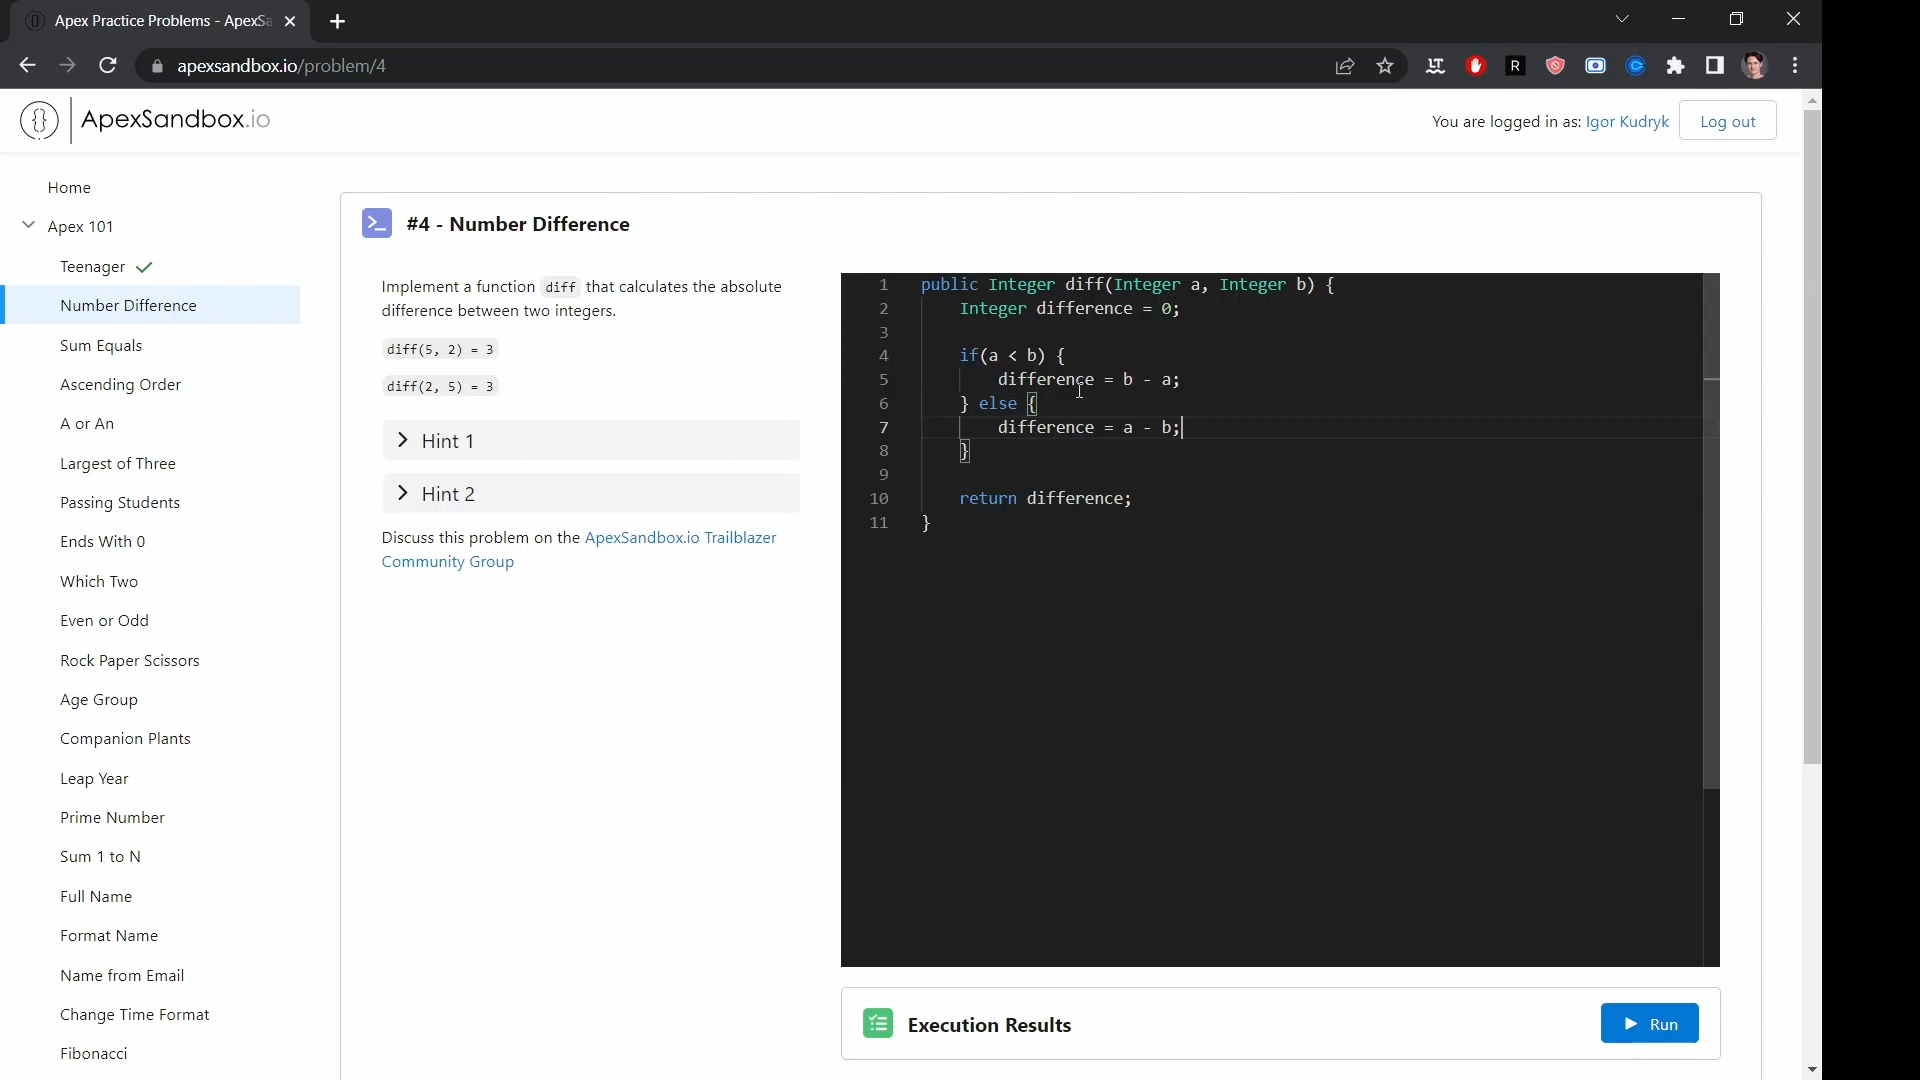 Apex Practice Problems - ApexSa
apexsandbox.io/problem/4
ApexSandbox.io
You are logged in as: Igor Kudryk
Log out
Home
Apex 101
Teenager
Number Difference
Sum Equals
Ascending Order
A or An
Largest of Three
Passing Students
Ends With 0
Which Two
Even or Odd
Rock Paper Scissors
Age Group
Companion Plants
Leap Year
Prime Number
Sum 1 to N
Full Name
Format Name
Name from Email
Change Time Format
Fibonacci
#4 - Number Difference
Implement a function diff that calculates the absolute
difference between two integers.
diff(5, 2) = 3
diff(2, 5) = 3
Hint 1
Hint 2
Discuss this problem on the ApexSandbox.io Trailblazer
Community Group
1 public Integer diff(Integer a, Integer b) {
2 Integer difference = 0;
3
4 if(a < b) {
5 difference = b - a;
6 } else {
7 difference = a - b;
8 }
9
10 return difference;
11 }
Execution Results
Run